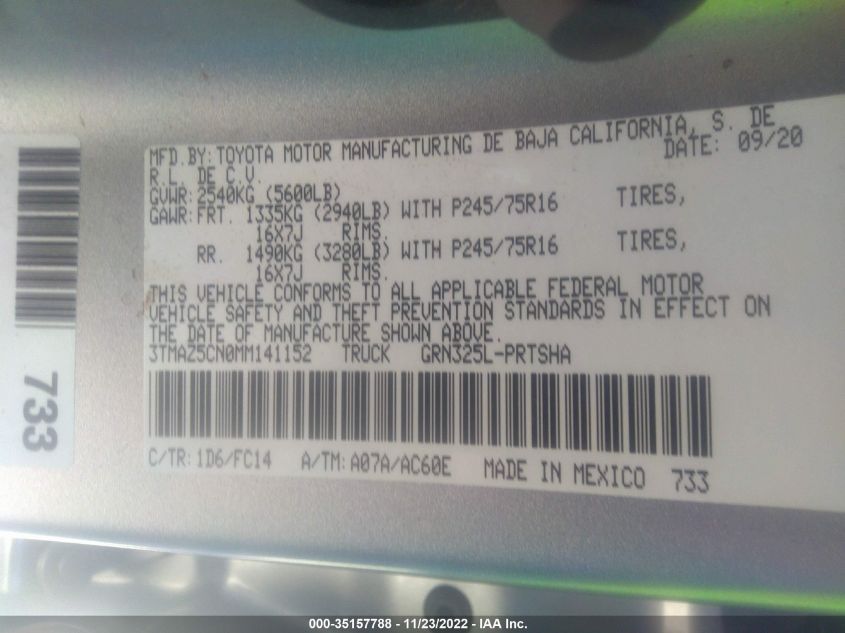 MFD.BY: TOYOTA MOTOR MANUFACTURING DE BAJA CALIFORNIA, S. DE
R.L. DE C.V. DATE: 09/20
GVWR: 2540KG (5600LB)
GAWR: FRT. 1335KG (2940LB) WITH P245/75R16 TIRES,
16X7J RIMS.
RR. 1490KG (3280LB) WITH P245/75R16 TIRES,
16X7J RIMS.
THIS VEHICLE CONFORMS TO ALL APPLICABLE FEDERAL MOTOR
VEHICLE SAFETY AND THEFT PREVENTION STANDARDS IN EFFECT ON
THE DATE OF MANUFACTURE SHOWN ABOVE.
3TMAZ5CN0MM141152 TRUCK GRN325L-PRTSHA
C/TR: 1D6/FC14 A/TM: A07A/AC60E MADE IN MEXICO 733
733
000-35157788 - 11/23/2022 - IAA Inc.